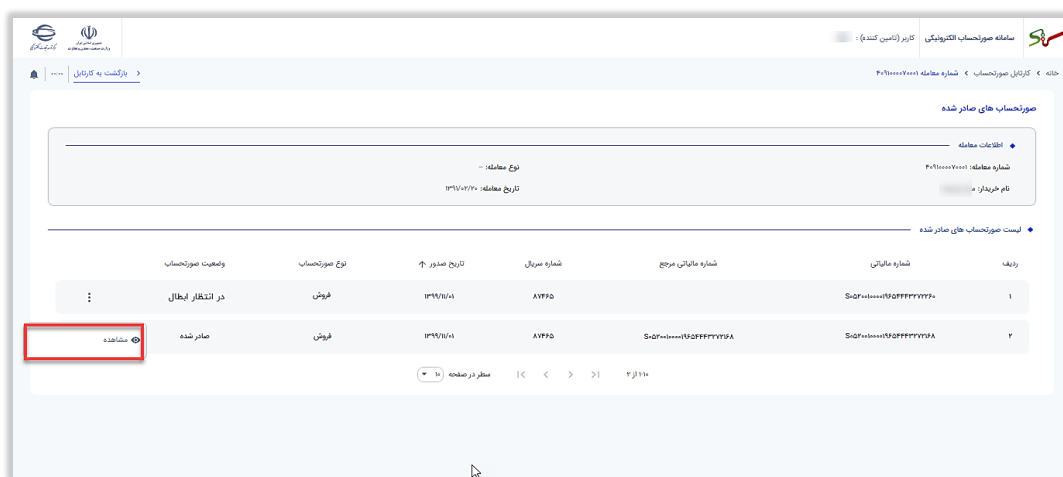 سامانه صورتحساب الکترونیکی کاربر (تامین کننده) :
خانه › کارتابل صورتحساب › شماره معامله ۴۰۹۱۰۰۰۰۷۰۰۰۱
بازگشت به کارتابل ›
صورتحساب های صادر شده
اطلاعات معامله
شماره معامله: ۴۰۹۱۰۰۰۰۷۰۰۰۱ نوع معامله: --
نام خریدار: تاریخ معامله: ۱۳۹۱/۰۲/۲۰
لیست صورتحساب های صادر شده
ردیف شماره مالیاتی شماره مالیاتی مرجع شماره سریال تاریخ صدور نوع صورتحساب وضعیت صورتحساب
۱ ۸۷۴۶۵ ۱۳۹۹/۱۱/۰۱ فروش در انتظار ابطال
۲ ۸۷۴۶۵ ۱۳۹۹/۱۱/۰۱ فروش صادر شده مشاهده
۱-۱۰ از ۲ سطر در صفحه ۱۰